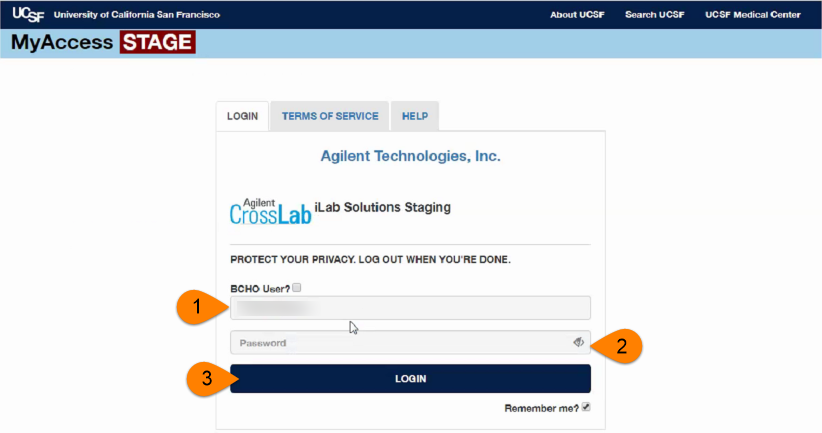 UCSF University of California San Francisco About UCSF Search UCSF UCSF Medical Center
MyAccess STAGE
LOGIN TERMS OF SERVICE HELP
Agilent Technologies, Inc.
Agilent
CrossLab iLab Solutions Staging
PROTECT YOUR PRIVACY. LOG OUT WHEN YOU'RE DONE.
BCHO User?
1
Password
2
3 LOGIN
Remember me?